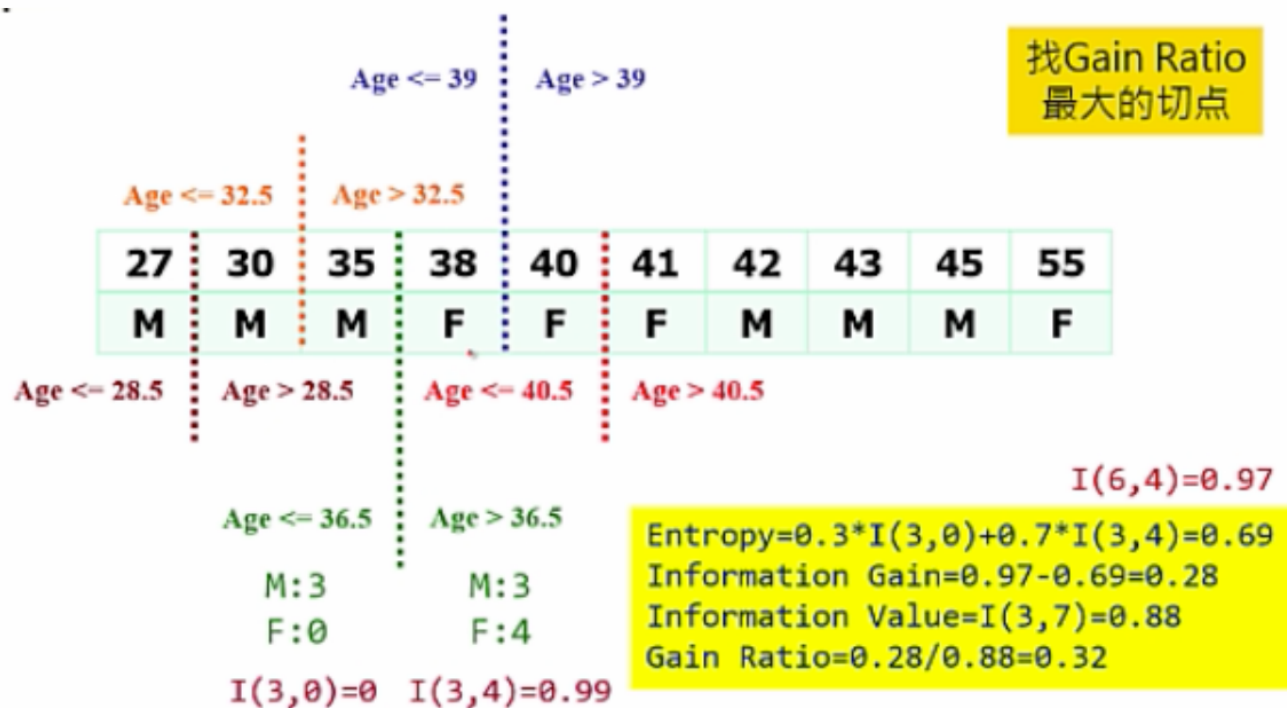 找Gain Ratio
最大的切点
Age <= 39 Age > 39
Age <= 32.5 Age > 32.5
27 30 35 38 40 41 42 43 45 55
M M M F F F M M M F
Age <= 28.5 Age > 28.5 Age <= 40.5 Age > 40.5
Age <= 36.5 Age > 36.5
M:3 M:3
F:0 F:4
I(3,0)=0 I(3,4)=0.99
I(6,4)=0.97
Entropy=0.3*I(3,0)+0.7*I(3,4)=0.69
Information Gain=0.97-0.69=0.28
Information Value=I(3,7)=0.88
Gain Ratio=0.28/0.88=0.32